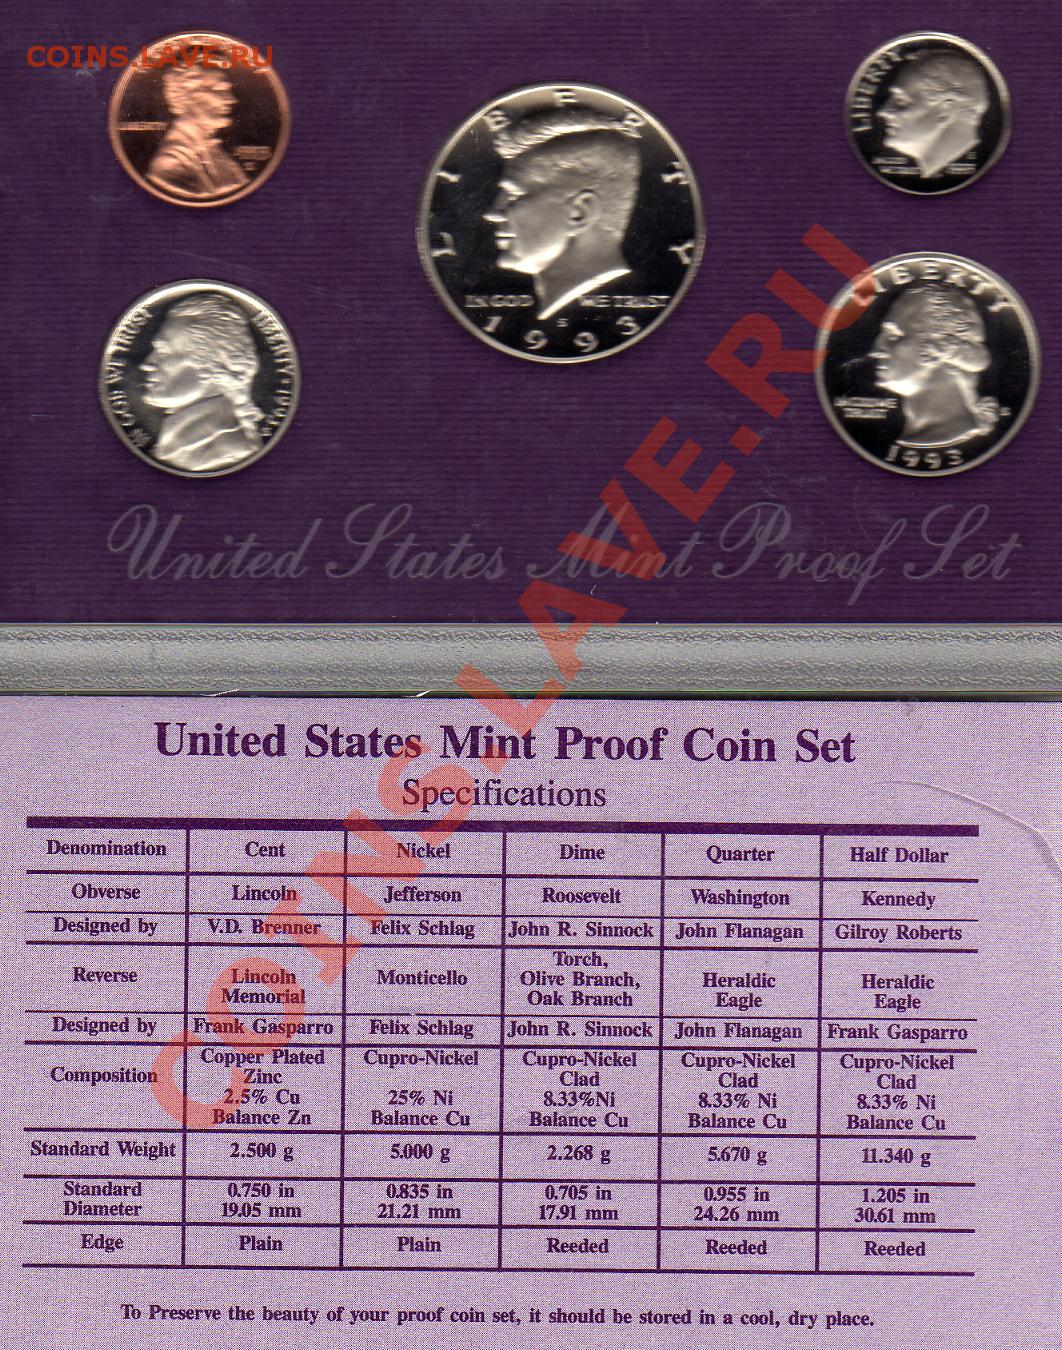 COINS.LAVE.RU
LIBERTY
LIBERTY
LIBERTY
IN GOD WE TRUST
S
1993
LIBERTY
1993
WE TRUST
LIBERTY
1993
United States Mint Proof Set
COINS.LAVE.RU
United States Mint Proof Coin Set
Specifications
Denomination Cent Nickel Dime Quarter Half Dollar
Obverse Lincoln Jefferson Roosevelt Washington Kennedy
Designed by V.D. Brenner Felix Schlag John R. Sinnock John Flanagan Gilroy Roberts
Reverse Lincoln Memorial Monticello Torch, Olive Branch, Oak Branch Heraldic Eagle Heraldic Eagle
Designed by Frank Gasparro Felix Schlag John R. Sinnock John Flanagan Frank Gasparro
Composition Copper Plated Zinc 2.5% Cu Balance Zn Cupro-Nickel 25% Ni Balance Cu Cupro-Nickel Clad 8.33%Ni Balance Cu Cupro-Nickel Clad 8.33% Ni Balance Cu Cupro-Nickel Clad 8.33% Ni Balance Cu
Standard Weight 2.500 g 5.000 g 2.268 g 5.670 g 11.340 g
Standard Diameter 0.750 in 19.05 mm 0.835 in 21.21 mm 0.705 in 17.91 mm 0.955 in 24.26 mm 1.205 in 30.61 mm
Edge Plain Plain Reeded Reeded Reeded
To Preserve the beauty of your proof coin set, it should be stored in a cool, dry place.